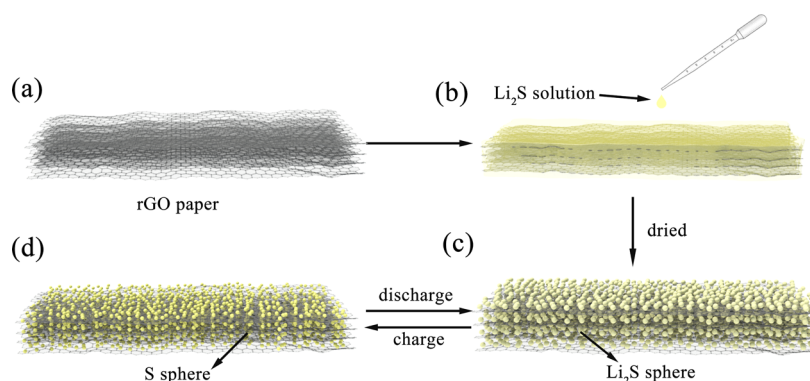 (a)
(b)
Li₂S solution
rGO paper
dried
(d)
(c)
discharge
charge
S sphere
Li₂S sphere